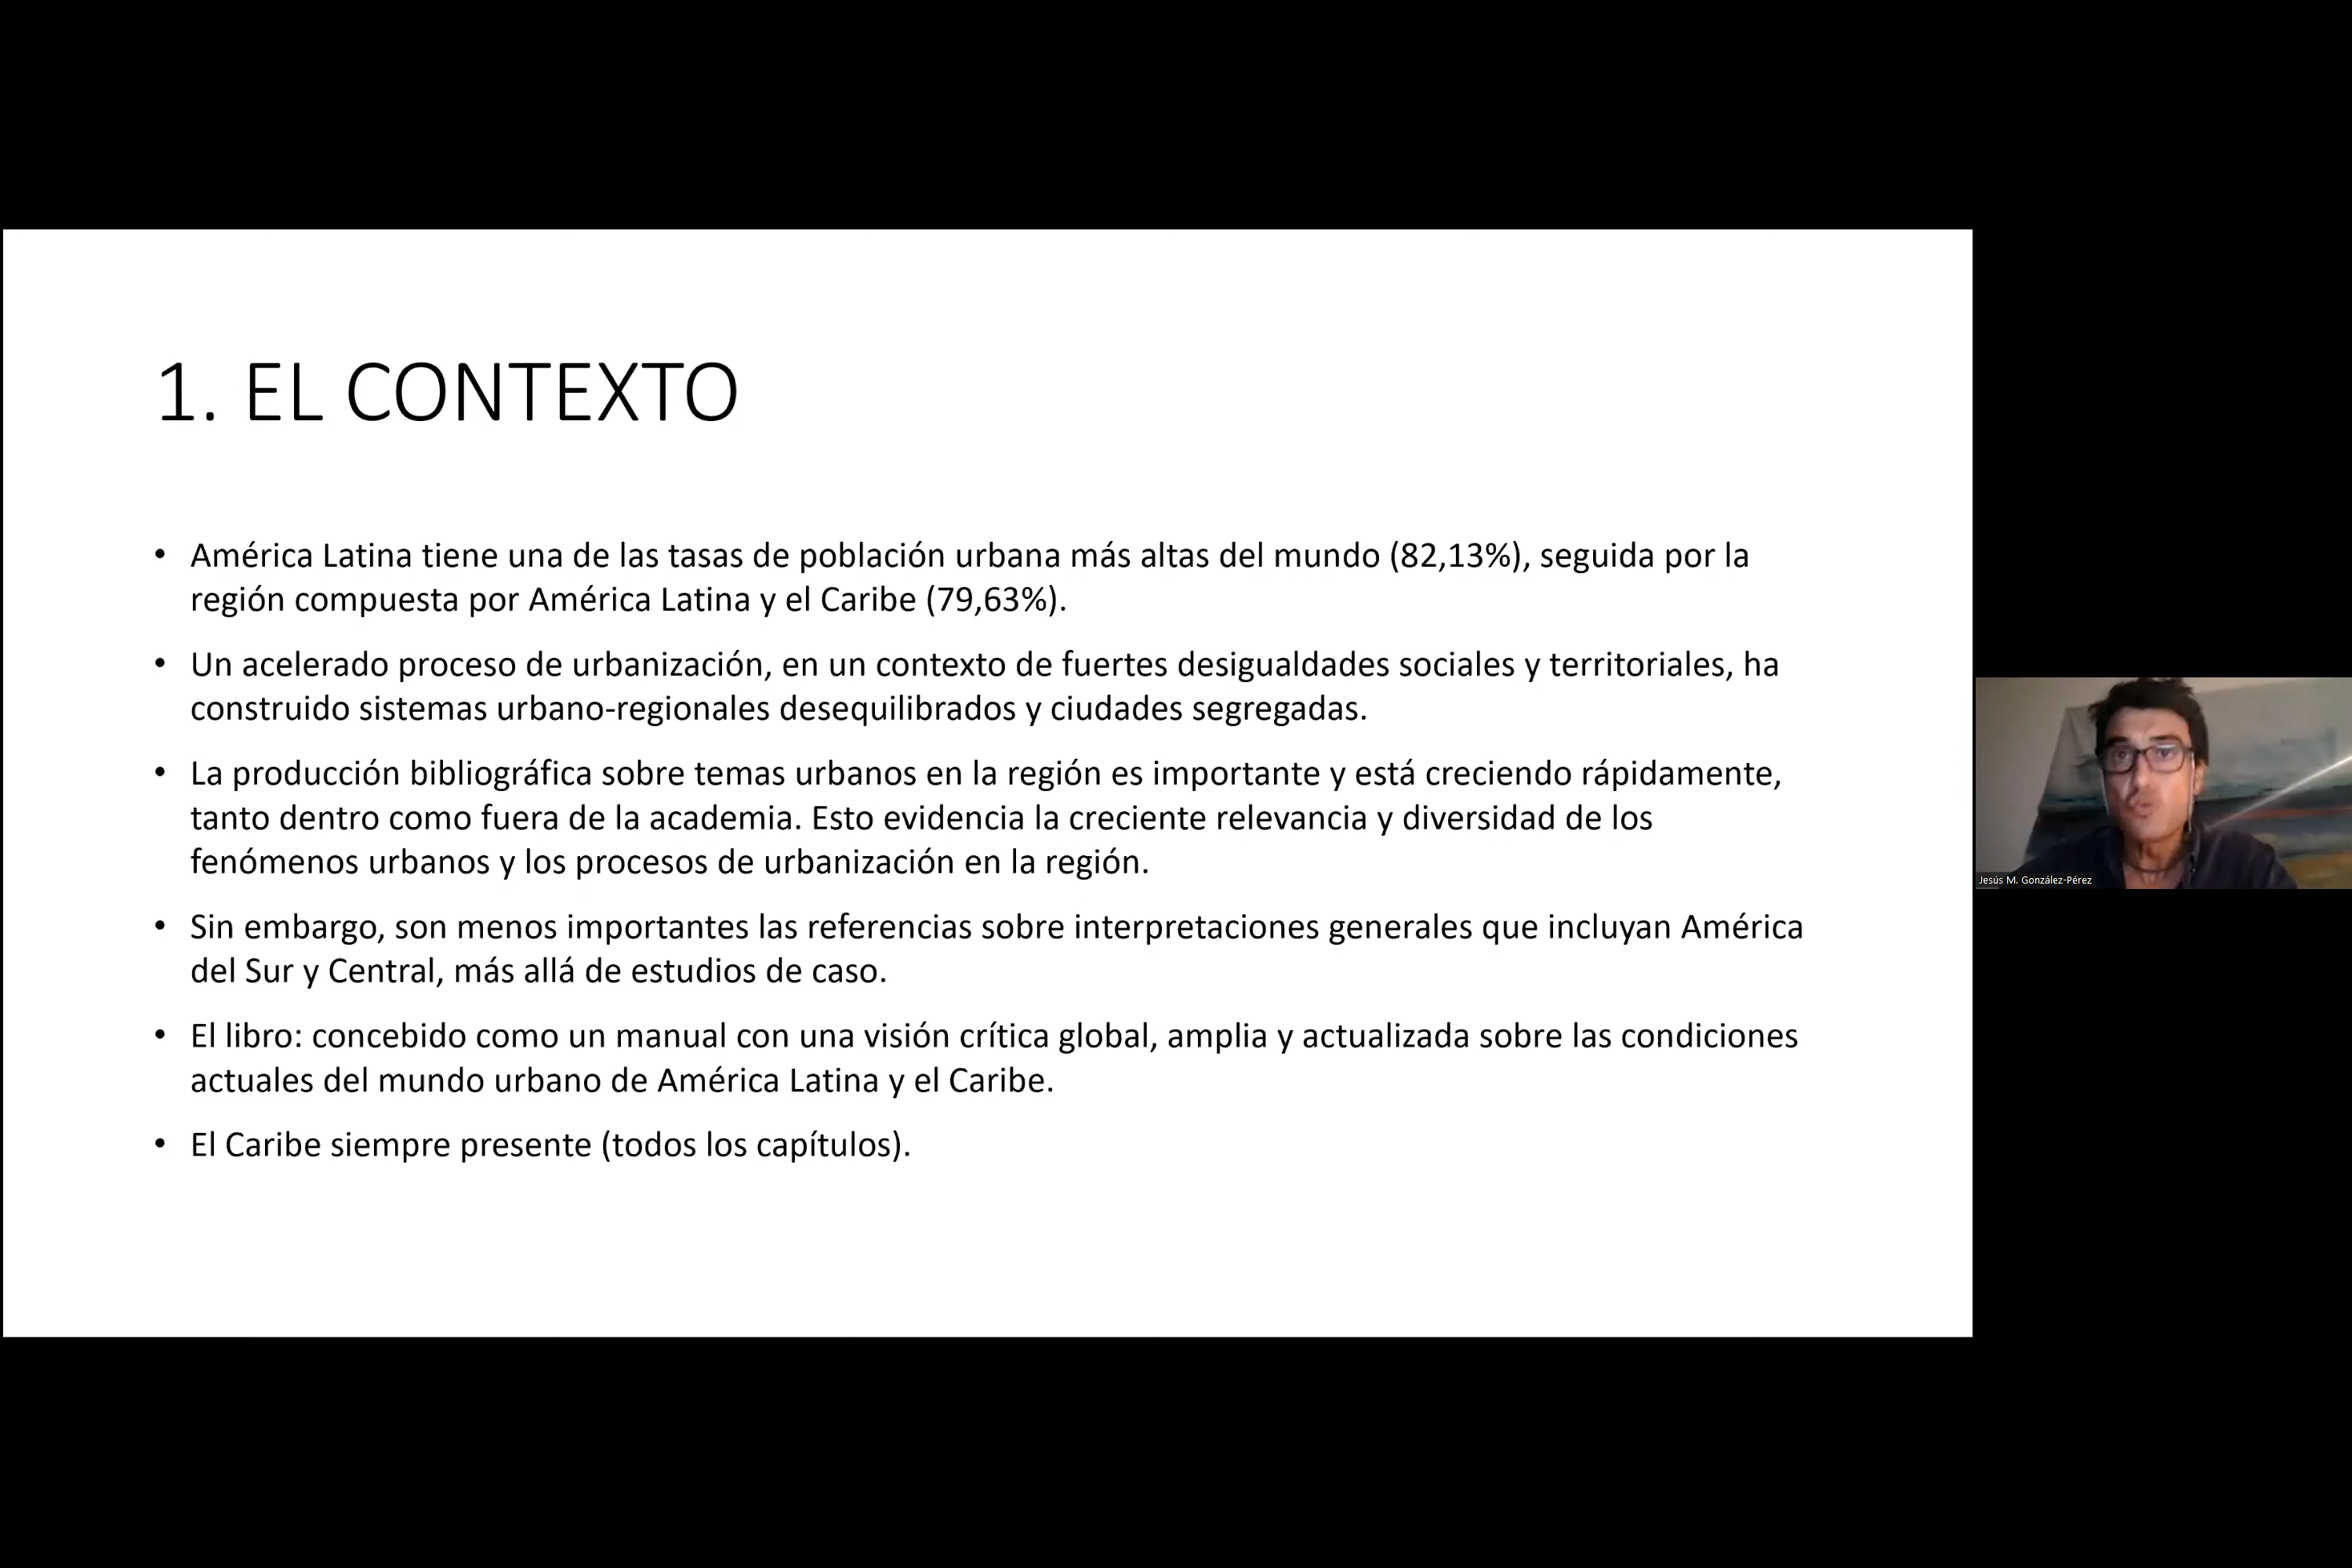 1. EL CONTEXTO
• América Latina tiene una de las tasas de población urbana más altas del mundo (82,13%), seguida por la
región compuesta por América Latina y el Caribe (79,63%).
• Un acelerado proceso de urbanización, en un contexto de fuertes desigualdades sociales y territoriales, ha
construido sistemas urbano-regionales desequilibrados y ciudades segregadas.
• La producción bibliográfica sobre temas urbanos en la región es importante y está creciendo rápidamente,
tanto dentro como fuera de la academia. Esto evidencia la creciente relevancia y diversidad de los
fenómenos urbanos y los procesos de urbanización en la región.
• Sin embargo, son menos importantes las referencias sobre interpretaciones generales que incluyan América
del Sur y Central, más allá de estudios de caso.
• El libro: concebido como un manual con una visión crítica global, amplia y actualizada sobre las condiciones
actuales del mundo urbano de América Latina y el Caribe.
• El Caribe siempre presente (todos los capítulos).
Jesús M. González-Pérez